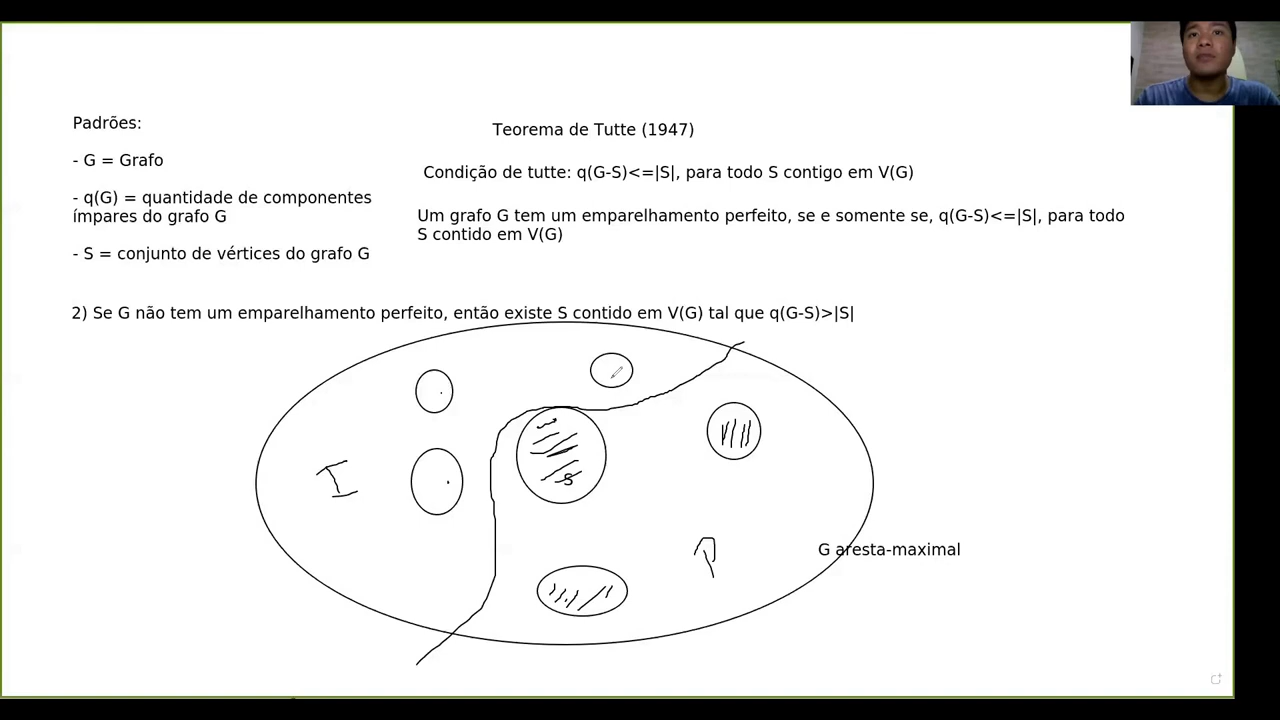 Padrões:
- G = Grafo
- q(G) = quantidade de componentes
ímpares do grafo G
- S = conjunto de vértices do grafo G
Teorema de Tutte (1947)
Condição de tutte: q(G-S)<=|S|, para todo S contigo em V(G)
Um grafo G tem um emparelhamento perfeito, se e somente se, q(G-S)<=|S|, para todo
S contido em V(G)
2) Se G não tem um emparelhamento perfeito, então existe S contido em V(G) tal que q(G-S)>|S|
I
S
P
G aresta-maximal